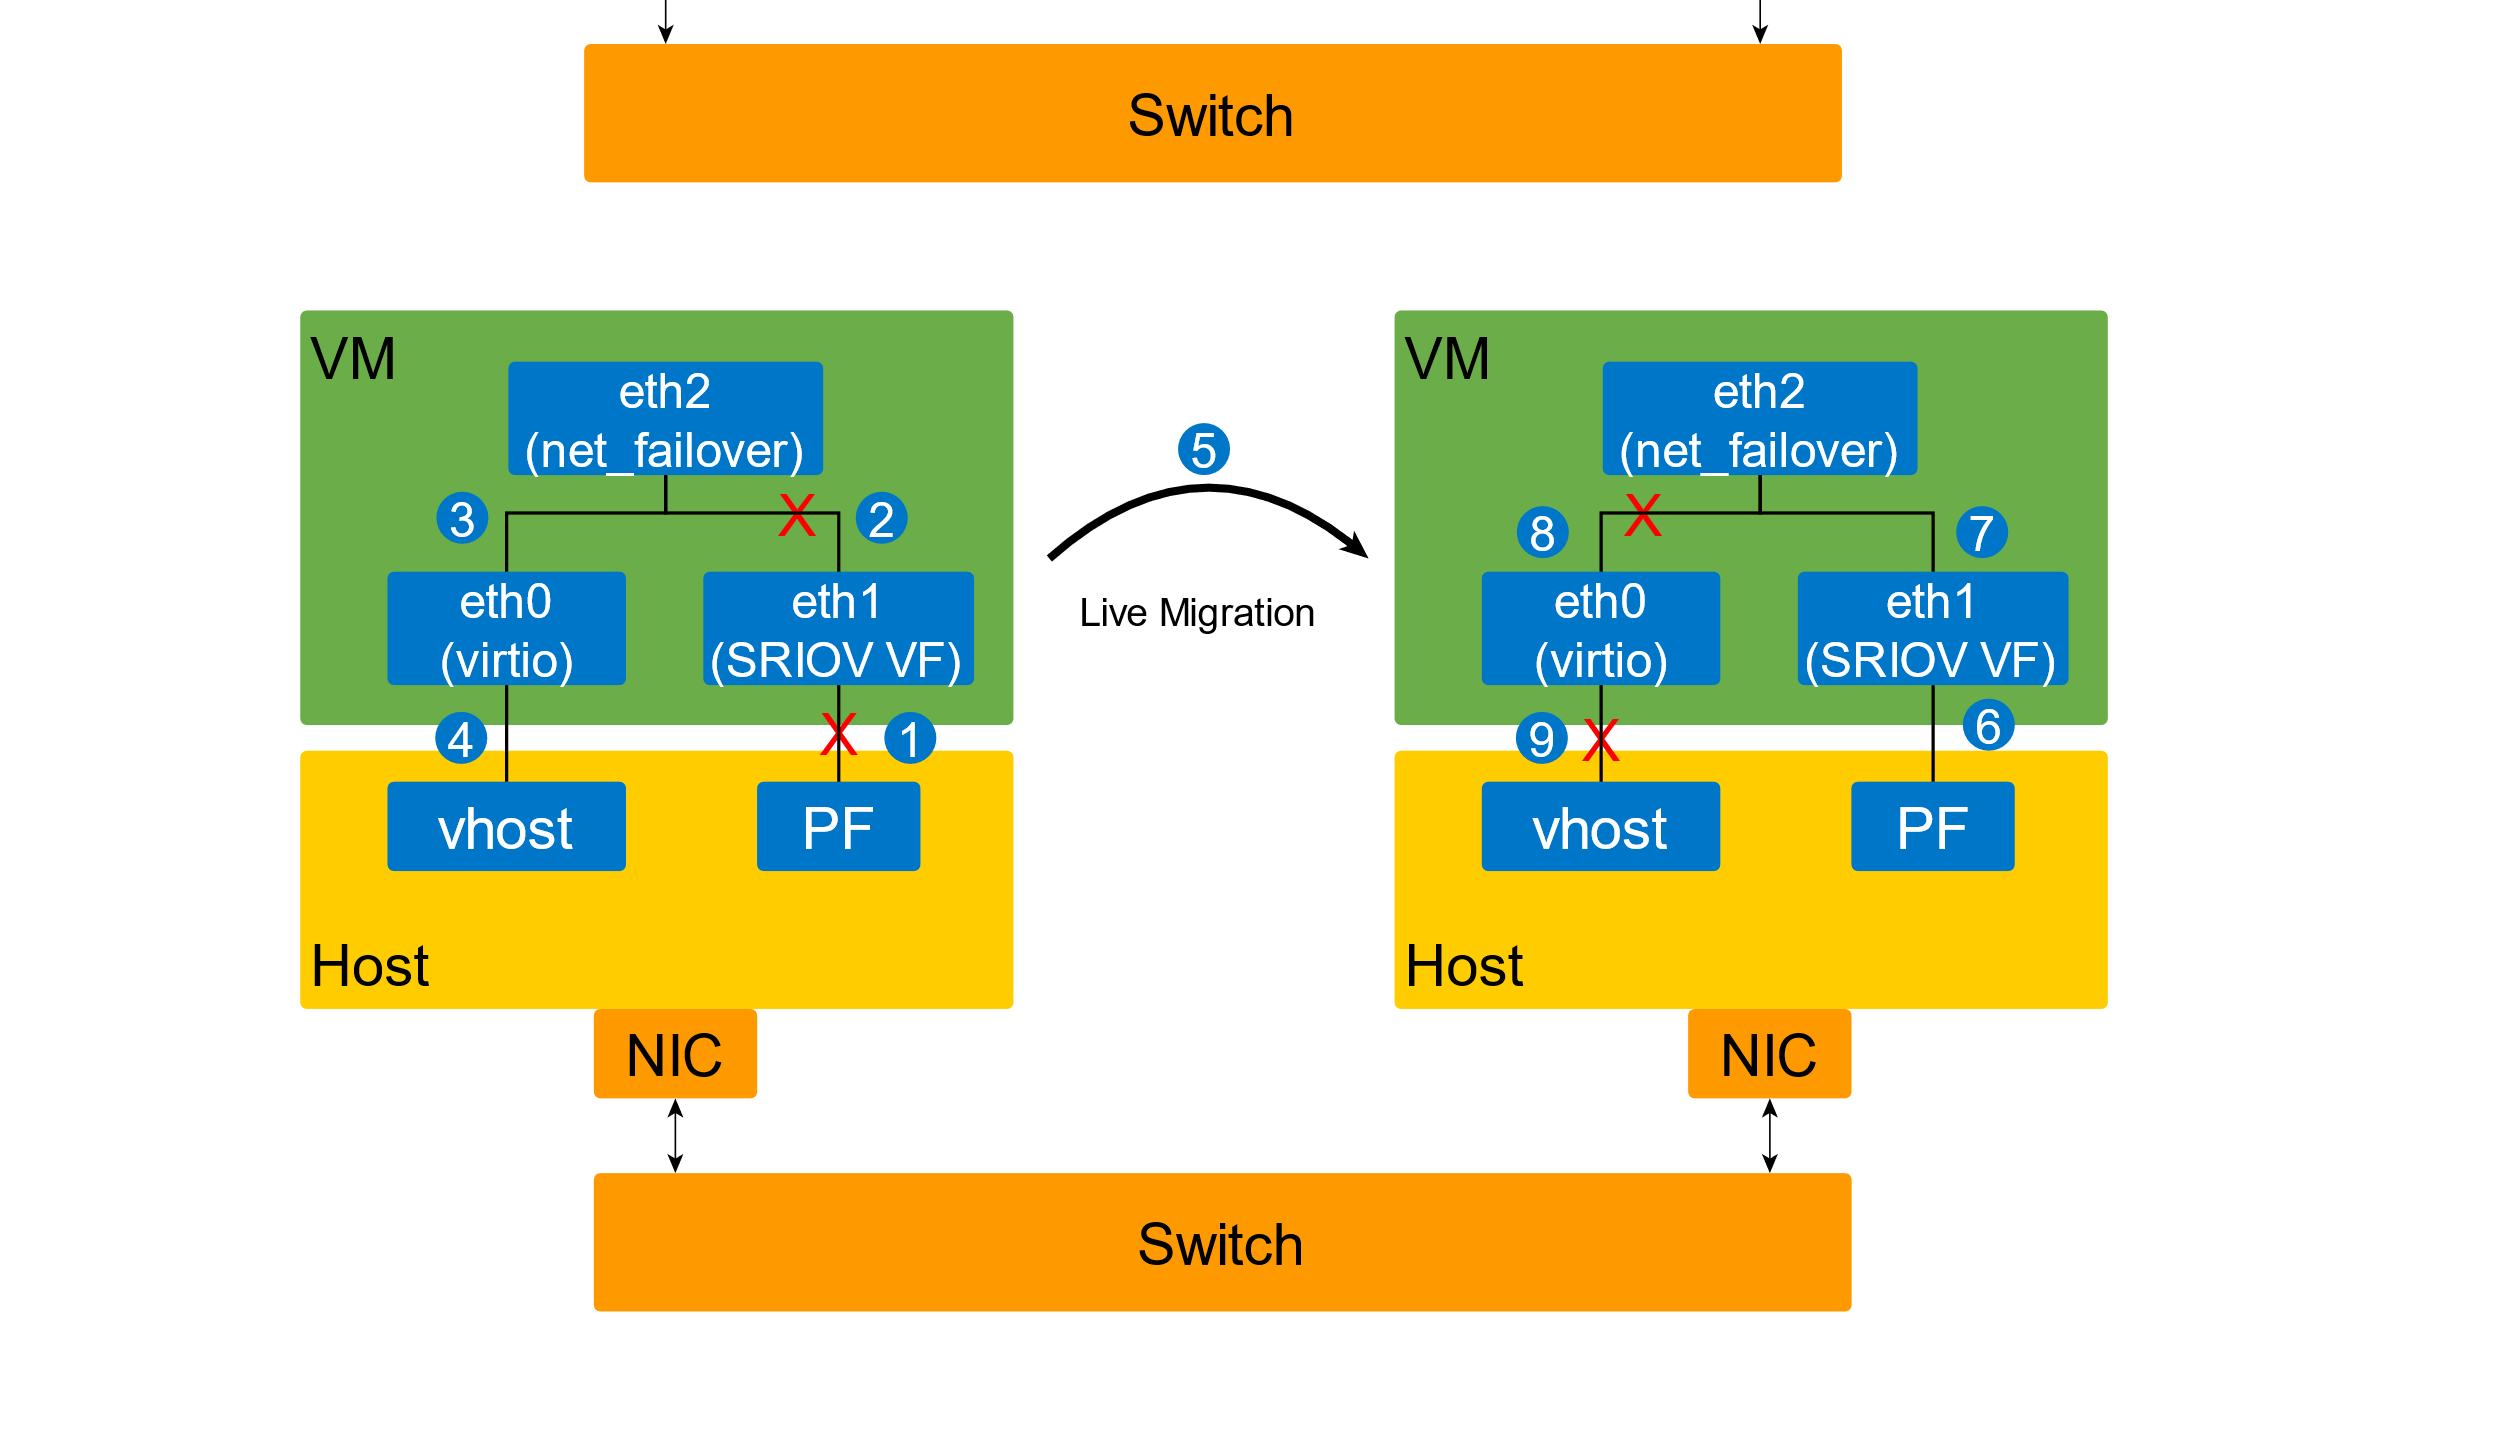 Switch
VM
eth2
(net_failover)
3
X
2
eth0
(virtio)
eth1
(SRIOV VF)
4
X
1
vhost
PF
Host
NIC
5
Live Migration
VM
eth2
(net_failover)
8
X
7
eth0
(virtio)
eth1
(SRIOV VF)
9
X
6
vhost
PF
Host
NIC
Switch